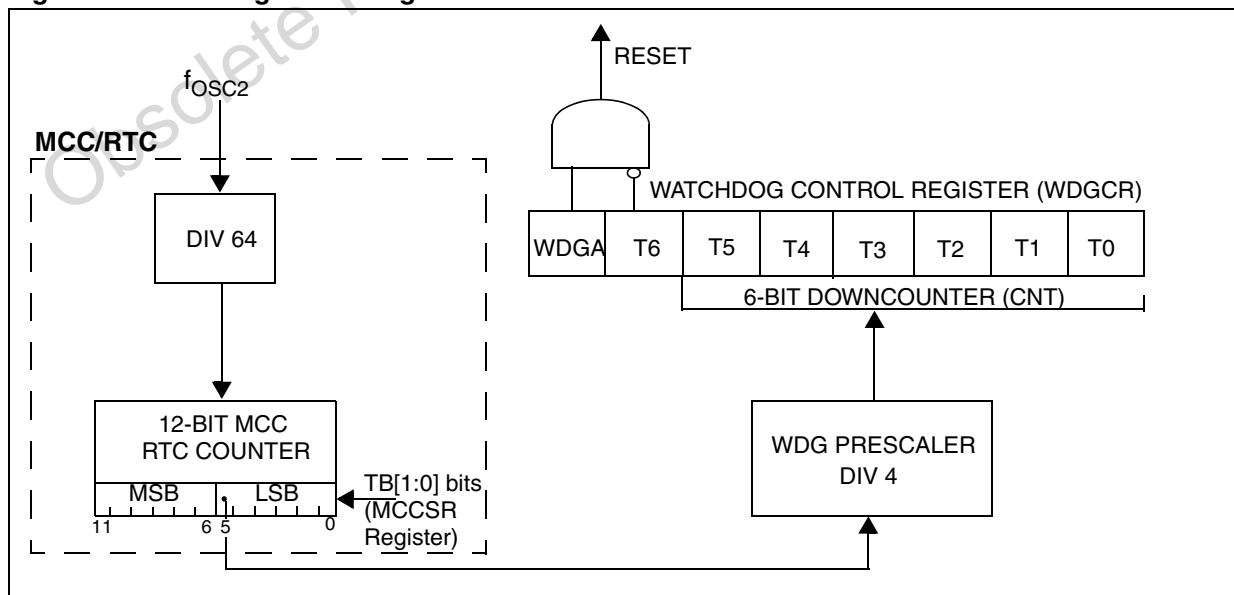 Obsolete
RESET
fOSC2
MCC/RTC
WATCHDOG CONTROL REGISTER (WDGCR)
DIV 64
WDGA T6 T5 T4 T3 T2 T1 T0
6-BIT DOWNCOUNTER (CNT)
12-BIT MCC
RTC COUNTER
WDG PRESCALER
DIV 4
MSB LSB
TB[1:0] bits
(MCCSR
Register)
11 6 5 0